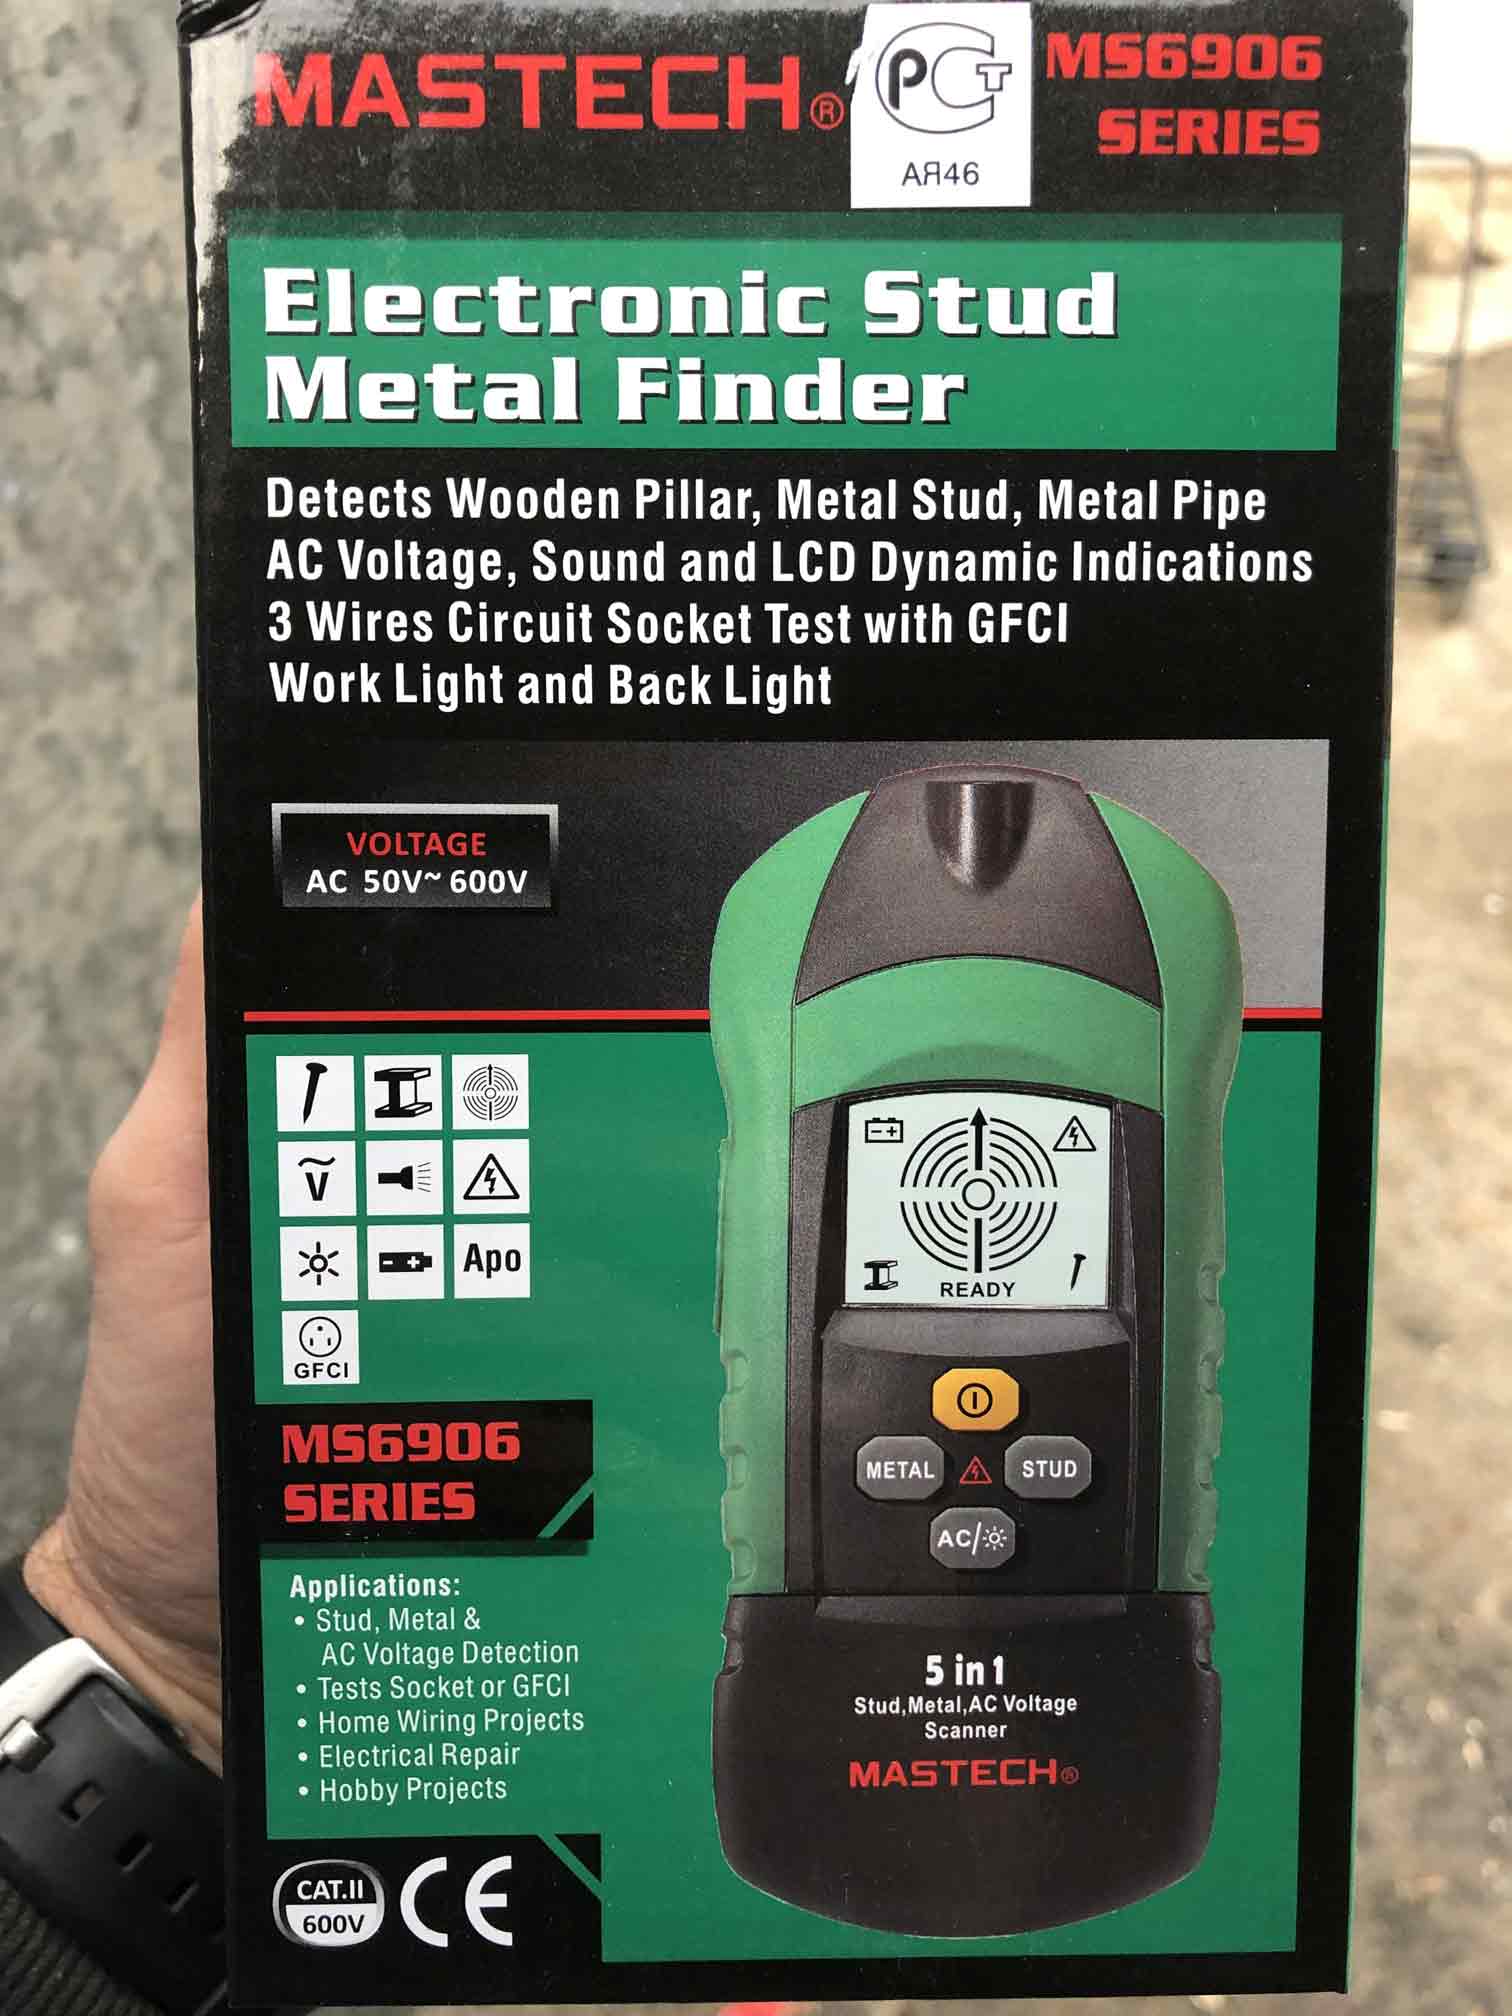 MASTECH®
РСТ
АЯ46
MS6906
SERIES
Electronic Stud
Metal Finder
Detects Wooden Pillar, Metal Stud, Metal Pipe
AC Voltage, Sound and LCD Dynamic Indications
3 Wires Circuit Socket Test with GFCI
Work Light and Back Light
VOLTAGE
AC 50V~ 600V
V
Apo
GFCI
READY
METAL
STUD
AC/
5 in 1
Stud,Metal,AC Voltage
Scanner
MASTECH®
MS6906
SERIES
Applications:
• Stud, Metal &
AC Voltage Detection
• Tests Socket or GFCI
• Home Wiring Projects
• Electrical Repair
• Hobby Projects
CAT.II
600V
CE